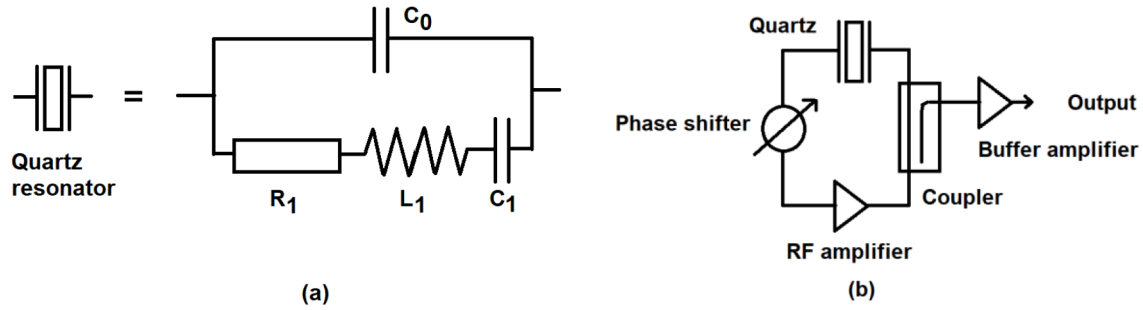 C0
=
Quartz
resonator
R1
L1
C1
(a)
Quartz
Phase shifter
Output
Buffer amplifier
Coupler
RF amplifier
(b)